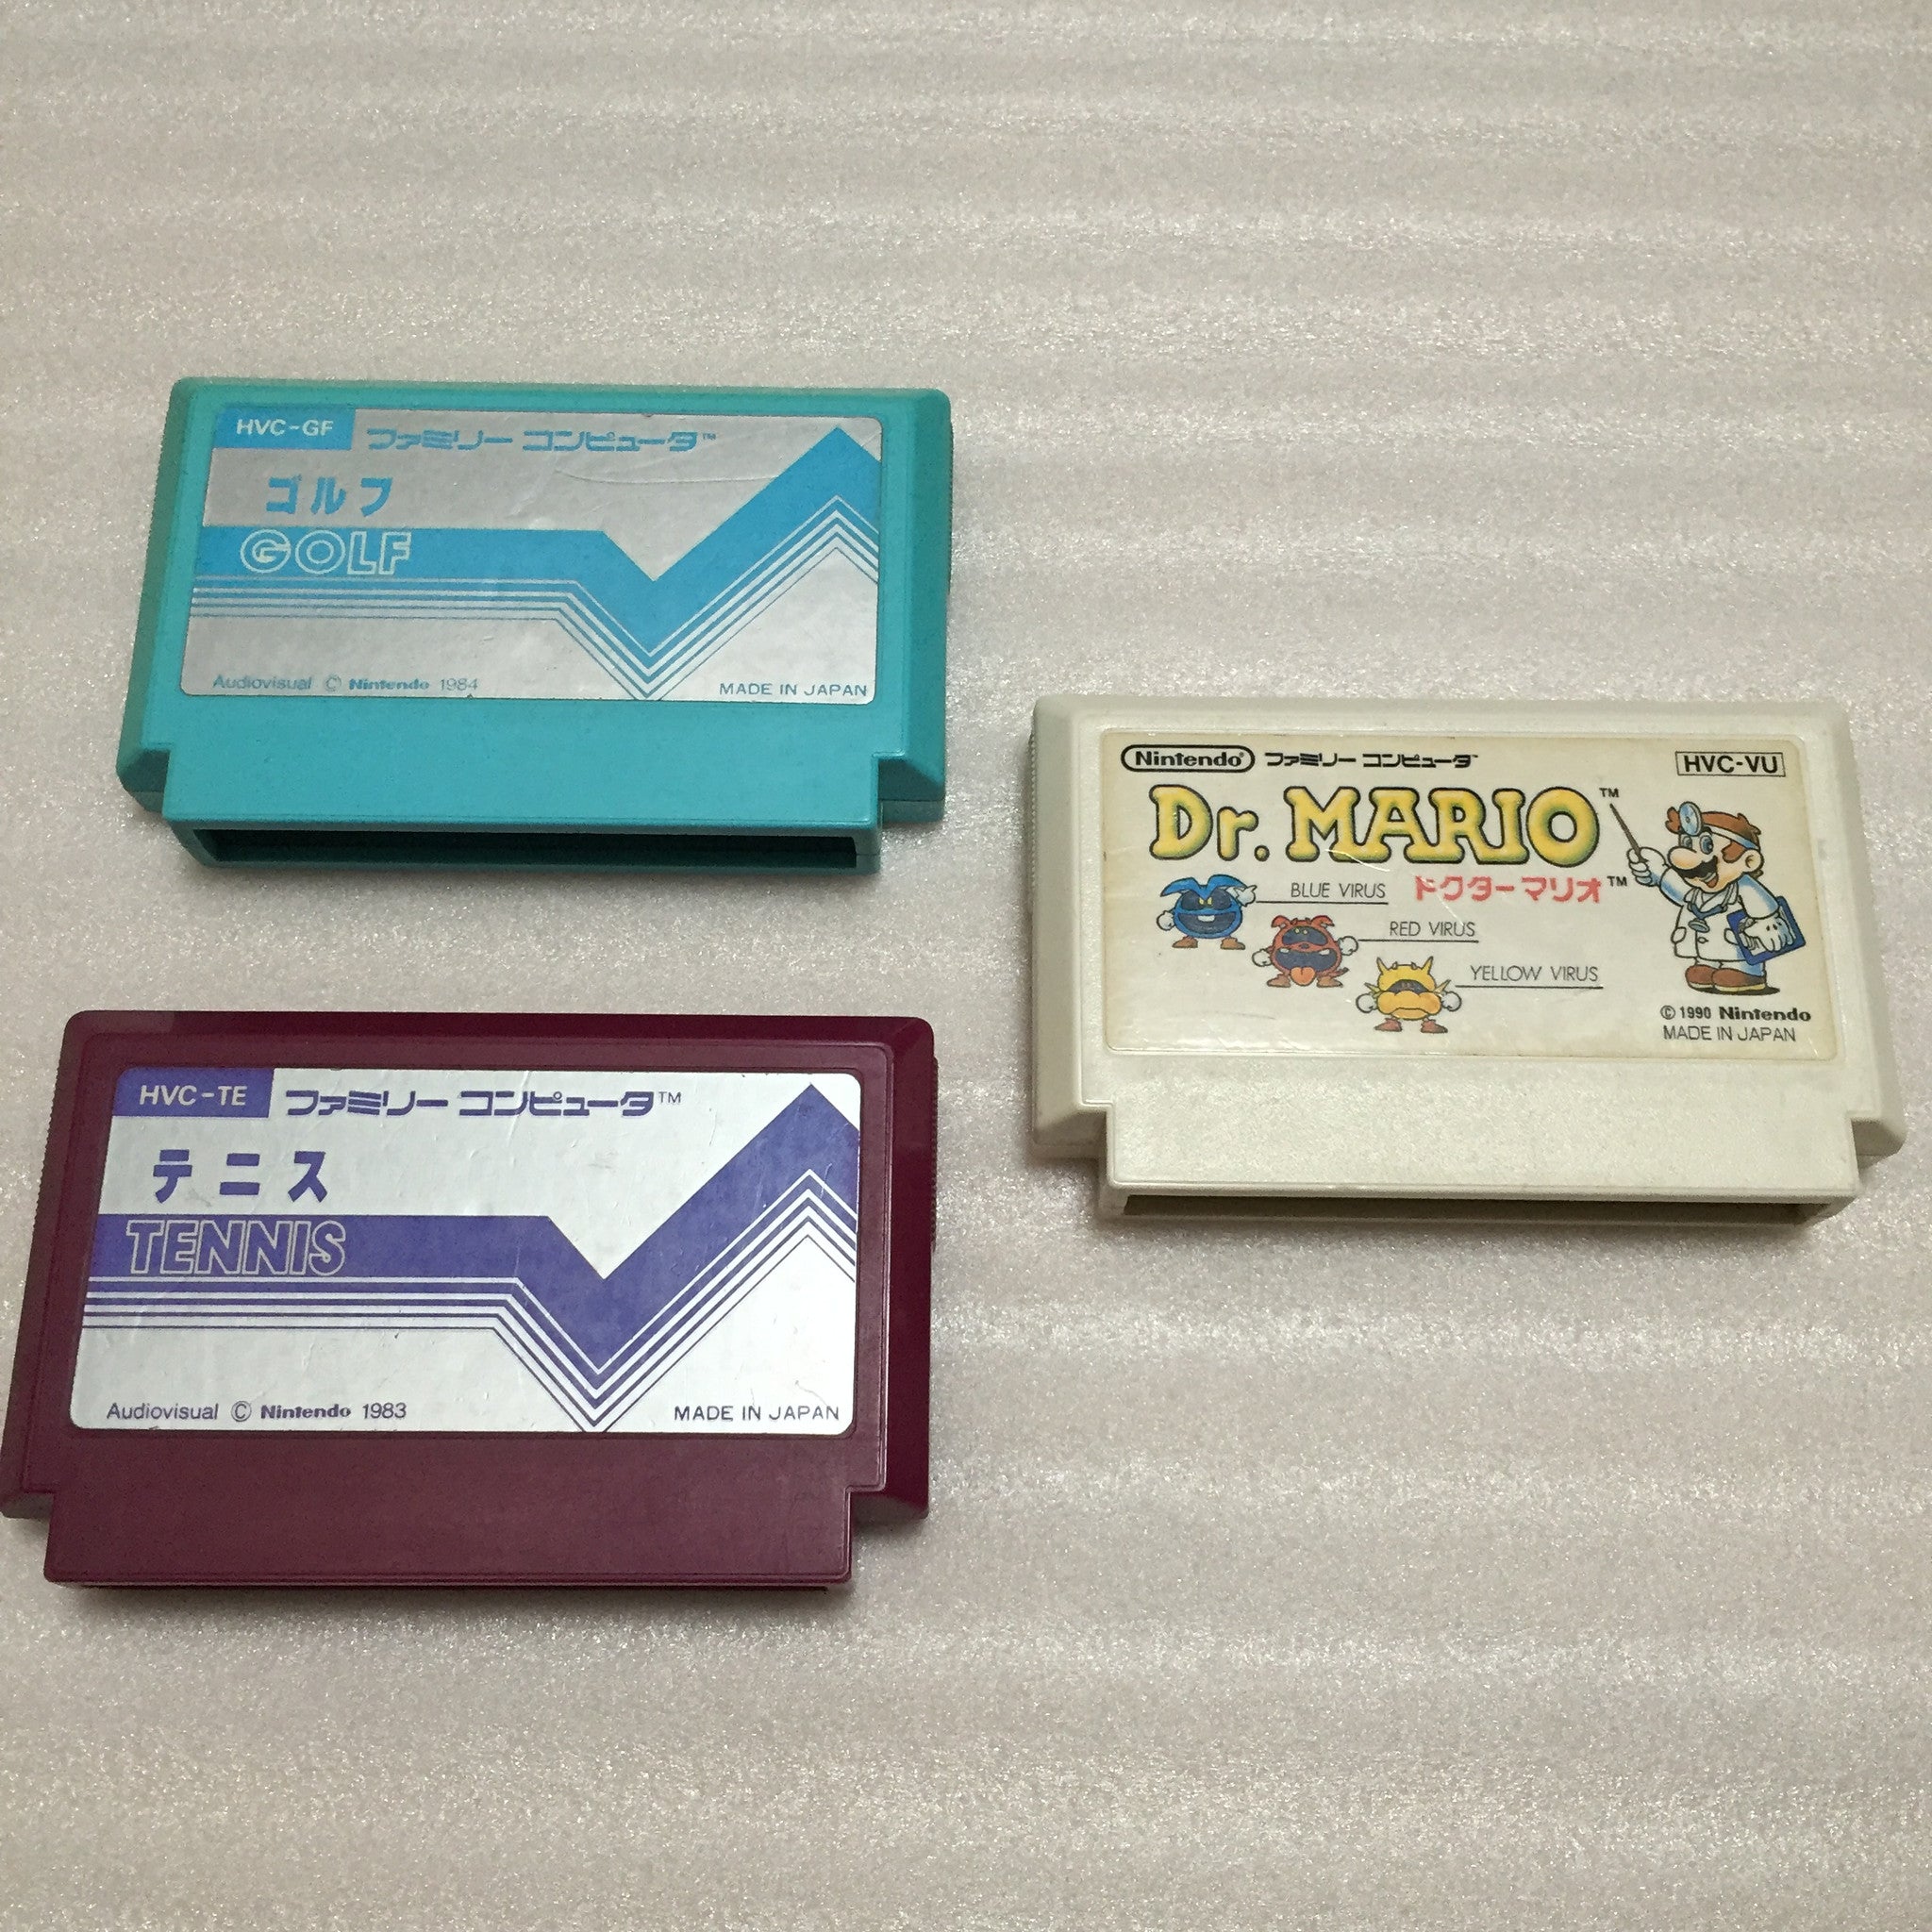 HVC-GF ファミリー コンピュータ™
ゴルフ
GOLF
Audiovisual © Nintendo 1984 MADE IN JAPAN
Nintendo® ファミリー コンピュータ™ HVC-VU
Dr. MARIO™
BLUE VIRUS ドクターマリオ™
RED VIRUS
YELLOW VIRUS
© 1990 Nintendo
MADE IN JAPAN
HVC-TE ファミリー コンピュータ™
テニス
TENNIS
Audiovisual © Nintendo 1983 MADE IN JAPAN